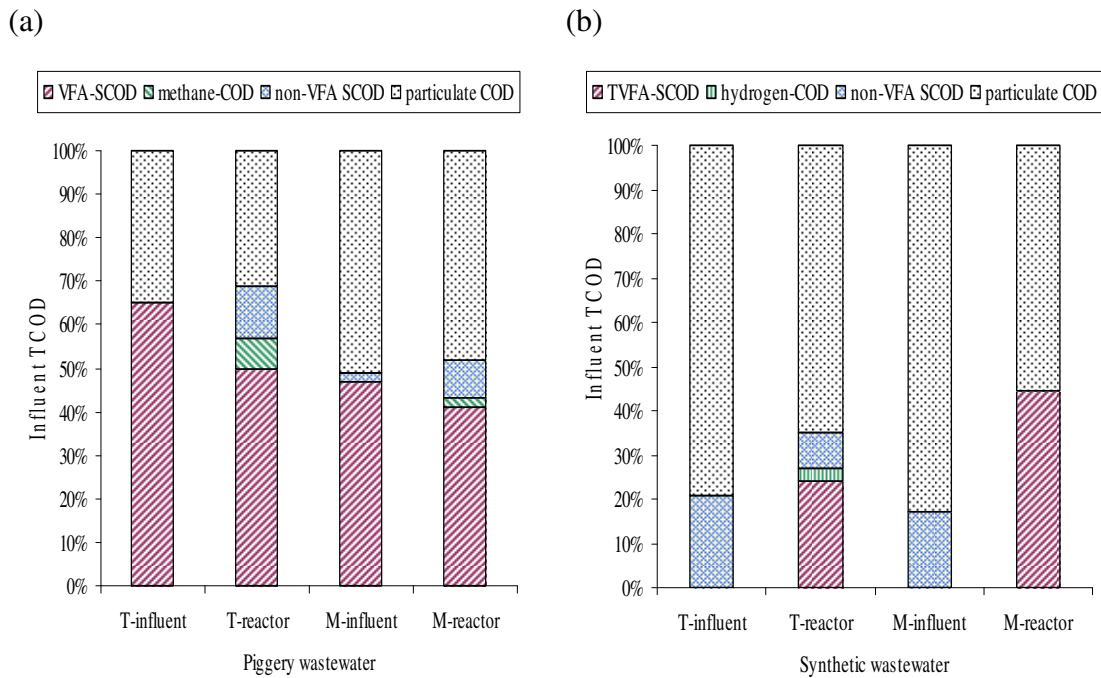 (a)
VFA-SCOD methane-COD non-VFA SCOD particulate COD
100%
90%
80%
70%
60%
50%
40%
30%
20%
10%
0%
Influent TCOD
T-influent T-reactor M-influent M-reactor
Piggery wastewater
(b)
TVFA-SCOD hydrogen-COD non-VFA SCOD particulate COD
100%
90%
80%
70%
60%
50%
40%
30%
20%
10%
0%
Influent TCOD
T-influent T-reactor M-influent M-reactor
Synthetic wastewater